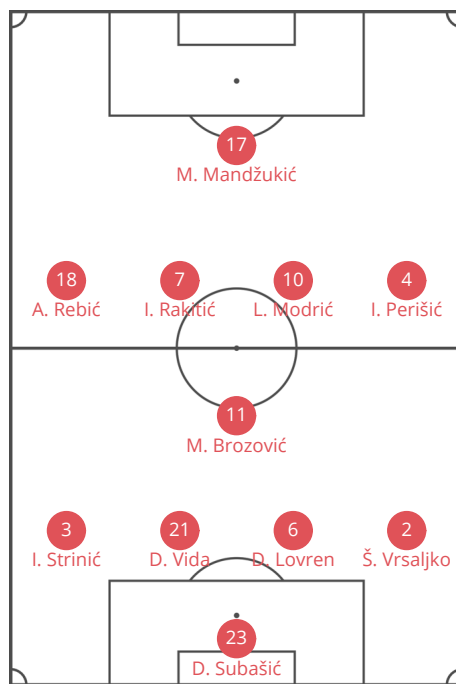 17
M. Mandžukić
18
A. Rebić
7
I. Rakitić
10
L. Modrić
4
I. Perišić
11
M. Brozović
3
I. Strinić
21
D. Vida
6
D. Lovren
2
Š. Vrsaljko
23
D. Subašić